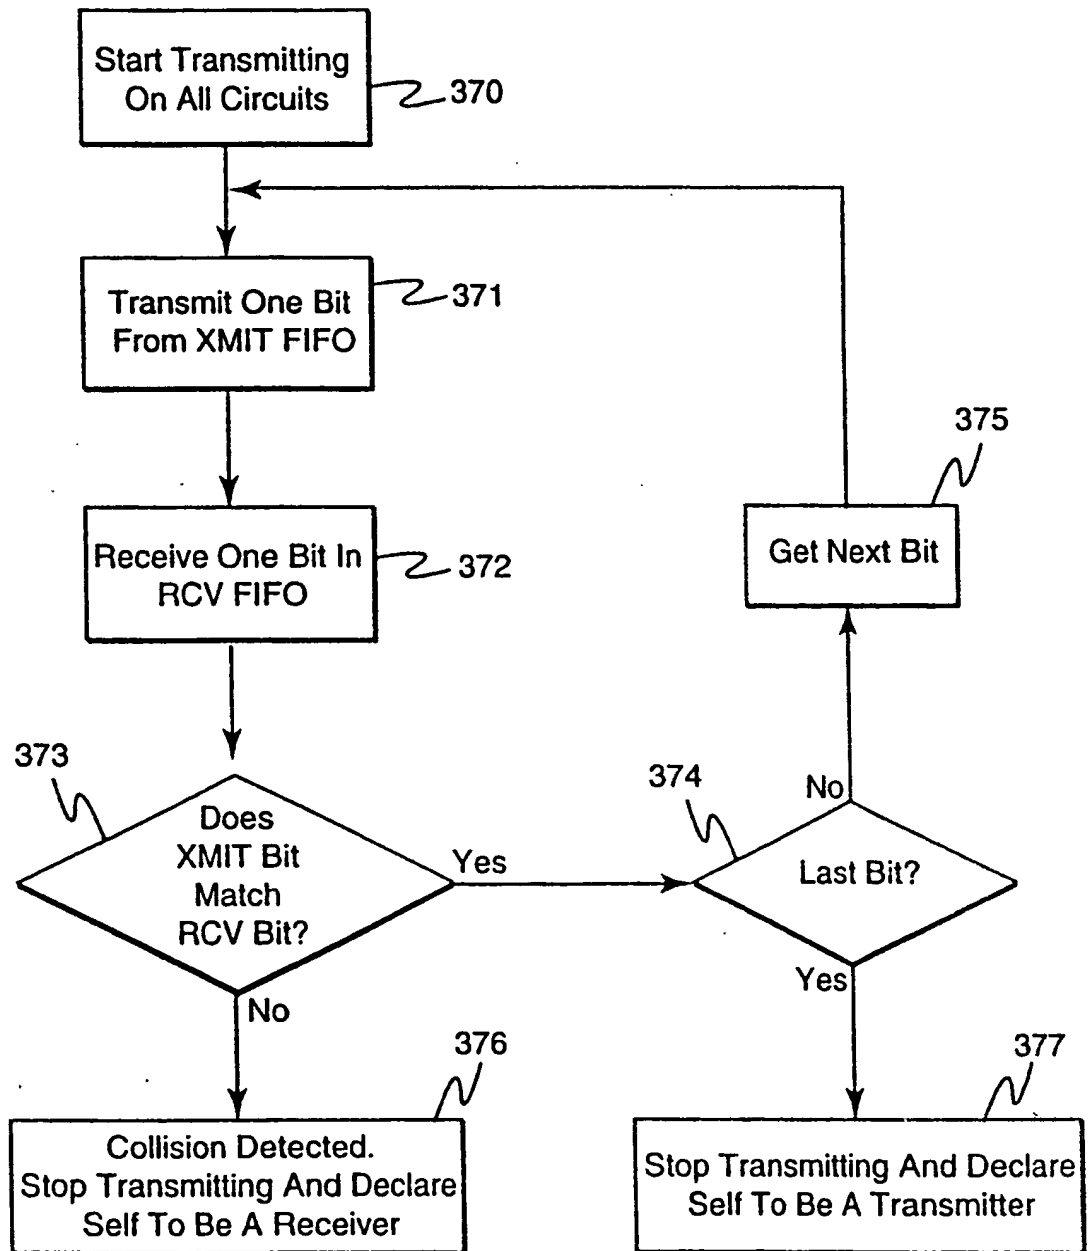 Start Transmitting
On All Circuits
370
Transmit One Bit
From XMIT FIFO
371
375
Get Next Bit
Receive One Bit In
RCV FIFO
372
373
Does
XMIT Bit
Match
RCV Bit?
Yes
No
374
No
Last Bit?
Yes
376
Collision Detected.
Stop Transmitting And Declare
Self To Be A Receiver
377
Stop Transmitting And Declare
Self To Be A Transmitter